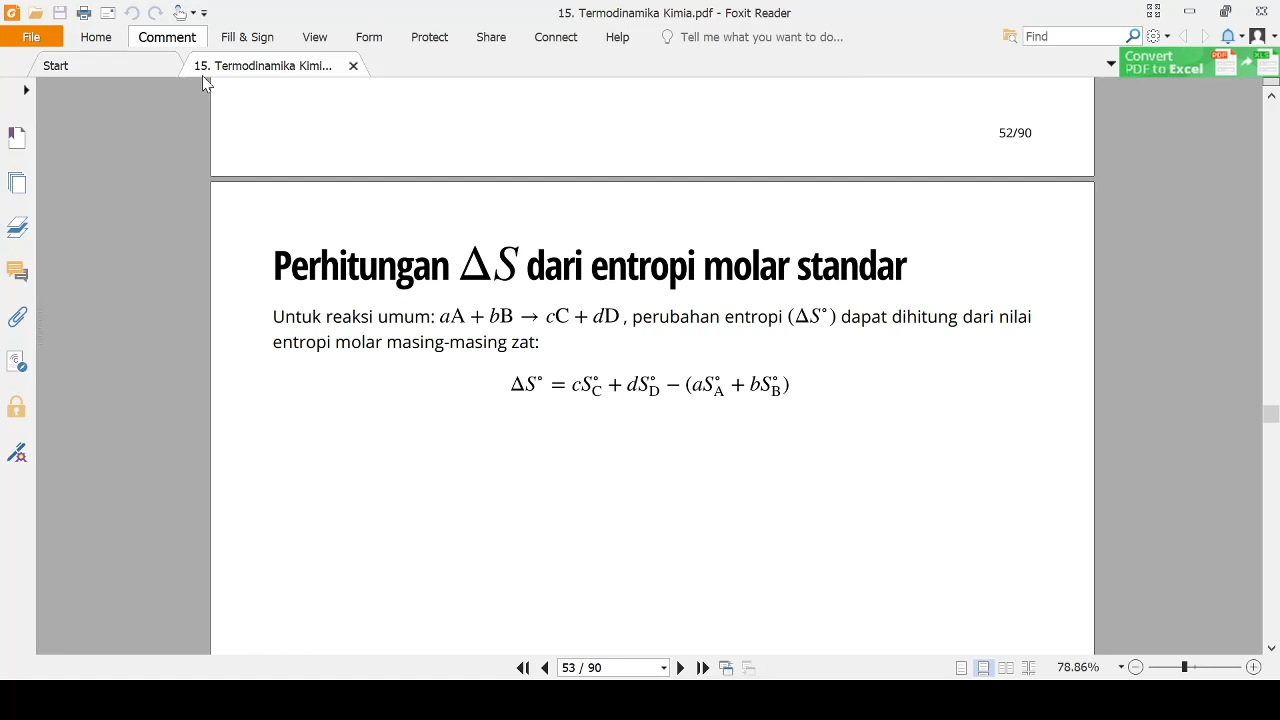 15. Termodinamika Kimia.pdf - Foxit Reader
File Home Comment Fill & Sign View Form Protect Share Connect Help Tell me what you want to do... Find
Start 15. Termodinamika Kimi... Convert PDF to Excel
52/90
Perhitungan ΔS dari entropi molar standar
Untuk reaksi umum: aA + bB → cC + dD, perubahan entropi (ΔS°) dapat dihitung dari nilai
entropi molar masing-masing zat:
ΔS° = cS°C + dS°D − (aS°A + bS°B)
53 / 90 78.86%